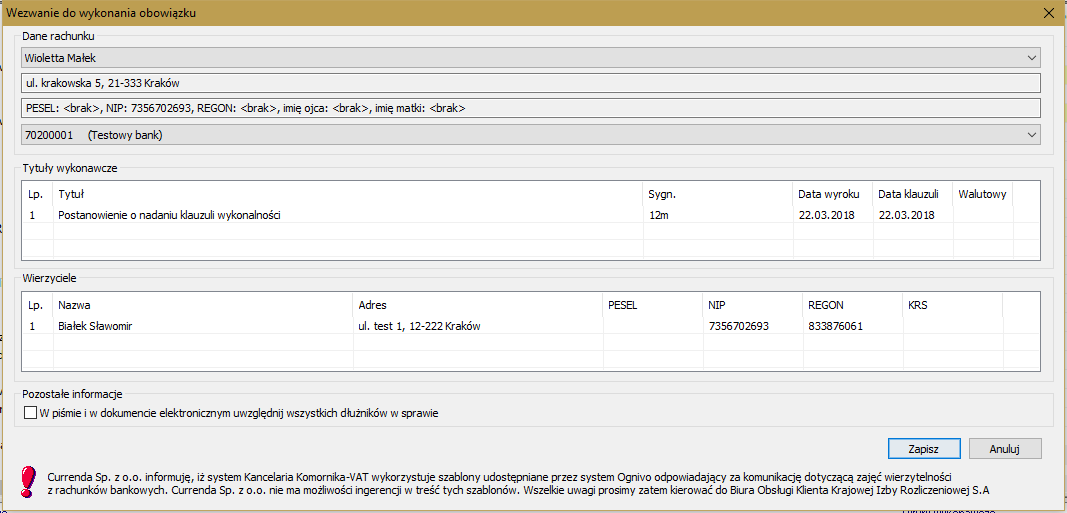 Wezwanie do wykonania obowiązku
Dane rachunku
Wioletta Małek
ul. krakowska 5, 21-333 Kraków
PESEL: <brak>, NIP: 7356702693, REGON: <brak>, imię ojca: <brak>, imię matki: <brak>
70200001 (Testowy bank)
Tytuły wykonawcze
Lp. Tytuł Sygn. Data wyroku Data klauzuli Walutowy
1 Postanowienie o nadaniu klauzuli wykonalności 12m 22.03.2018 22.03.2018
Wierzyciele
Lp. Nazwa Adres PESEL NIP REGON KRS
1 Białek Sławomir ul. test 1, 12-222 Kraków 7356702693 833876061
Pozostałe informacje
W piśmie i w dokumencie elektronicznym uwzględnij wszystkich dłużników w sprawie
Zapisz Anuluj
Currenda Sp. z o.o. informuję, iż system Kancelaria Komornika-VAT wykorzystuje szablony udostępniane przez system Ognivo odpowiadający za komunikację dotyczącą zajęć wierzytelności
z rachunków bankowych. Currenda Sp. z o.o. nie ma możliwości ingerencji w treść tych szablonów. Wszelkie uwagi prosimy zatem kierować do Biura Obsługi Klienta Krajowej Izby Rozliczeniowej S.A